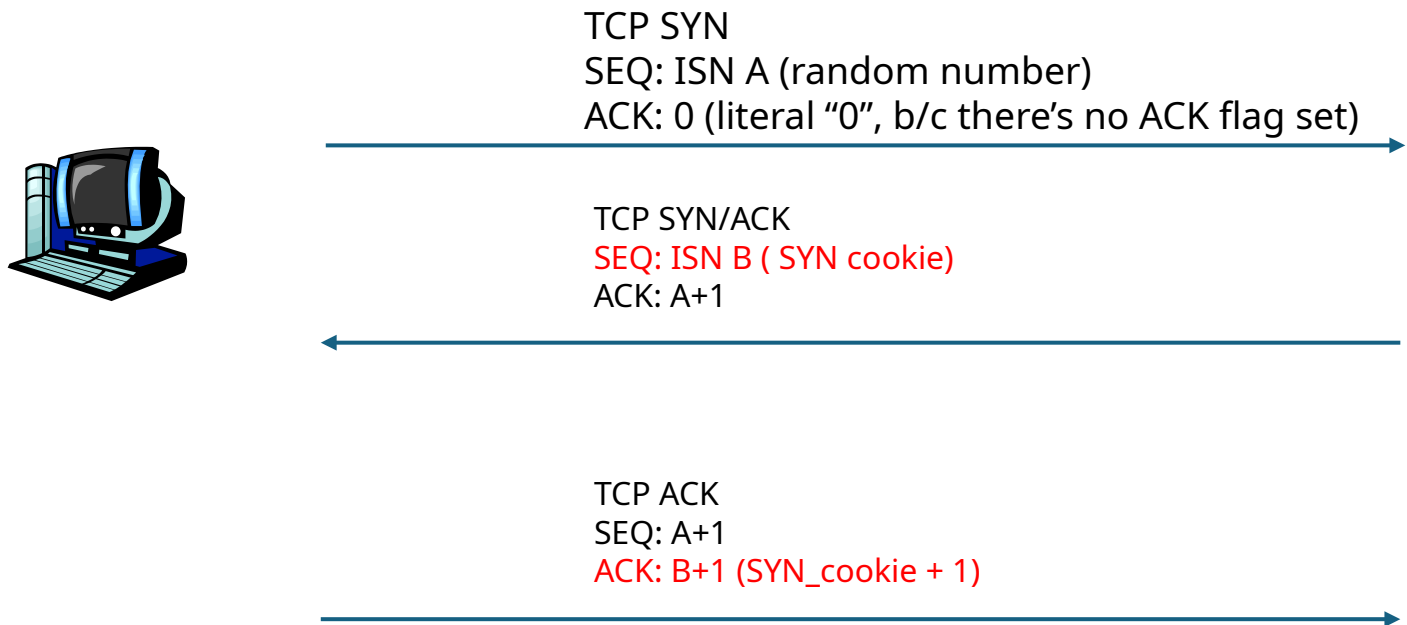 TCP SYN
SEQ: ISN A (random number)
ACK: 0 (literal “0”, b/c there’s no ACK flag set)
TCP SYN/ACK
SEQ: ISN B ( SYN cookie)
ACK: A+1
TCP ACK
SEQ: A+1
ACK: B+1 (SYN_cookie + 1)